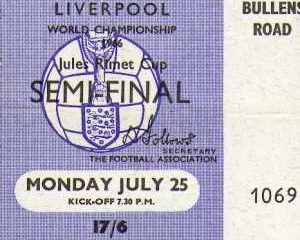 LIVERPOOL
WORLD CHAMPIONSHIP
1966
Jules Rimet Cup
SEMI-FINAL
SECRETARY
THE FOOTBALL ASSOCIATION
MONDAY JULY 25
KICK-OFF 7.30 P.M.
17/6
BULLENS
ROAD
1069